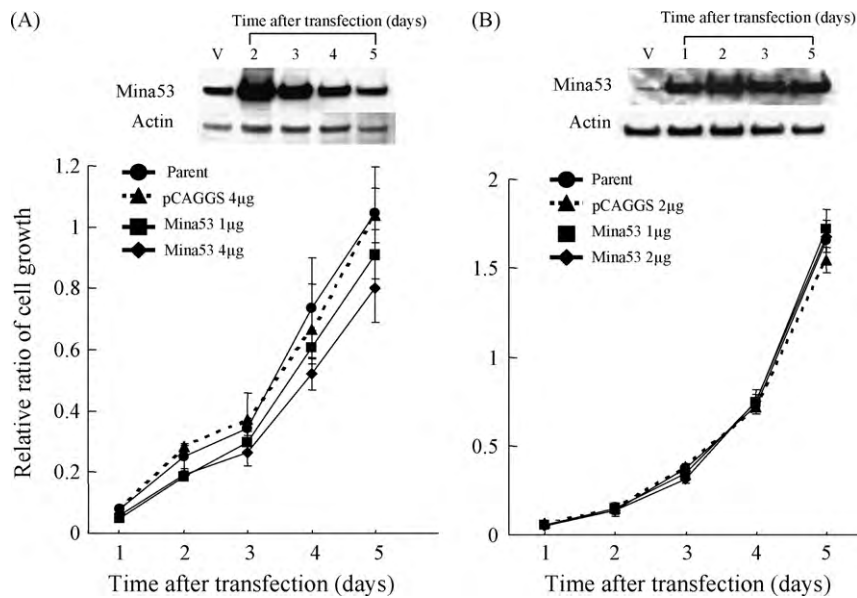 (A)
Time after transfection (days)
V 2 3 4 5
Mina53
Actin
1.2
1
0.8
0.6
0.4
0.2
0
Relative ratio of cell growth
Parent
pCAGGS 4μg
Mina53 1μg
Mina53 4μg
1 2 3 4 5
Time after transfection (days)
(B)
Time after transfection (days)
V 1 2 3 5
Mina53
Actin
2
1.5
1
0.5
0
Parent
pCAGGS 2μg
Mina53 1μg
Mina53 2μg
1 2 3 4 5
Time after transfection (days)